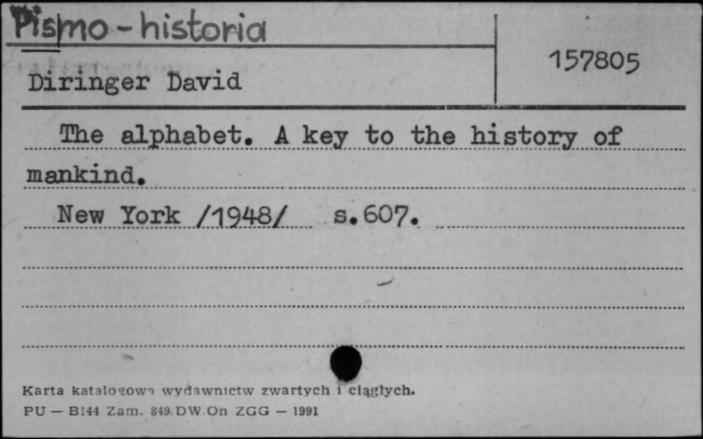 Pismo - historia
157805
Diringer David
The alphabet. A key to the history of
mankind.
New York /1948/ s.607.
Karta katalogowa wydawnictw zwartych i ciągłych.
PU — B144 Zam. 849 DW On ZGG — 1991